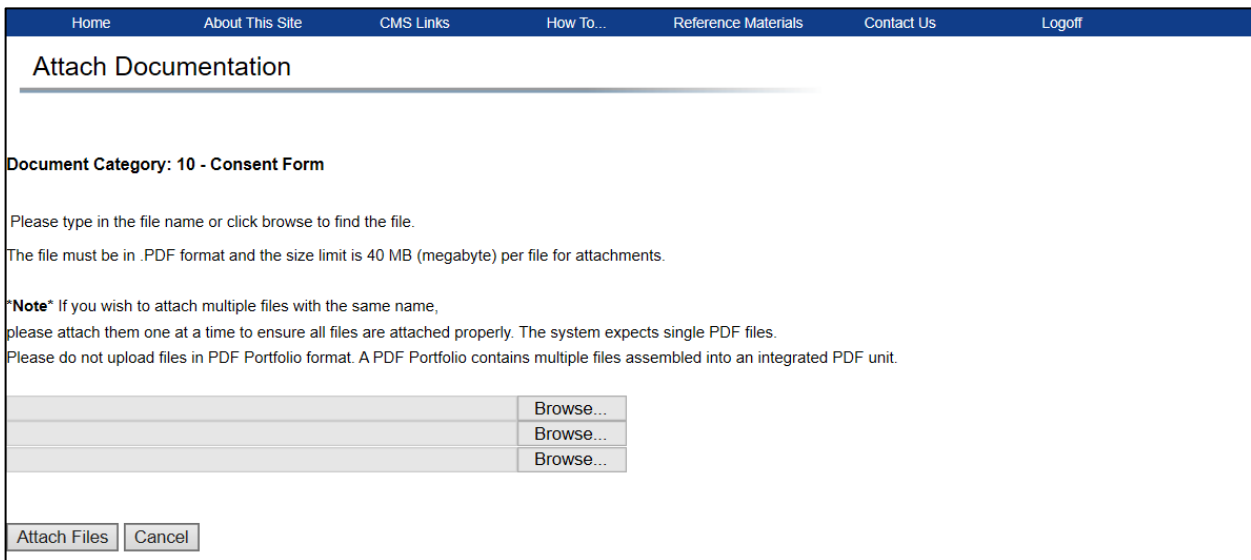 Home About This Site CMS Links How To... Reference Materials Contact Us Logoff
Attach Documentation
Document Category: 10 - Consent Form
Please type in the file name or click browse to find the file.
The file must be in .PDF format and the size limit is 40 MB (megabyte) per file for attachments.
*Note* If you wish to attach multiple files with the same name,
please attach them one at a time to ensure all files are attached properly. The system expects single PDF files.
Please do not upload files in PDF Portfolio format. A PDF Portfolio contains multiple files assembled into an integrated PDF unit.
Browse...
Browse...
Browse...
Attach Files Cancel